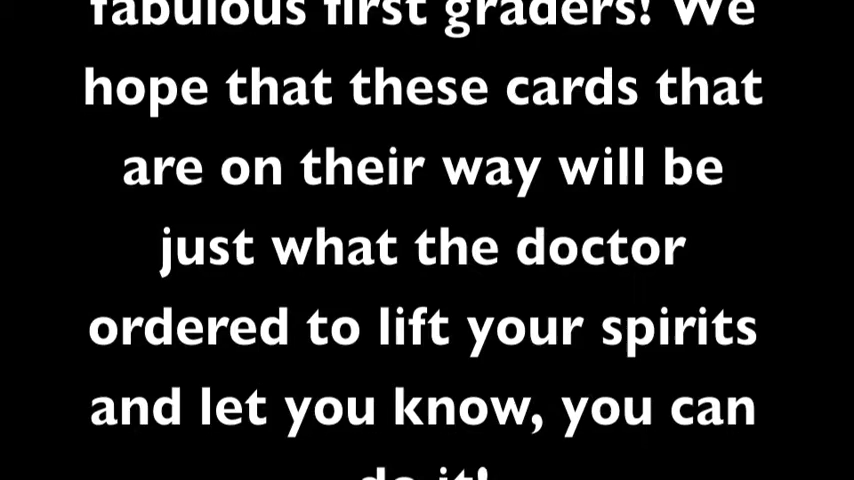 fabulous first graders! We
hope that these cards that
are on their way will be
just what the doctor
ordered to lift your spirits
and let you know, you can
do it!